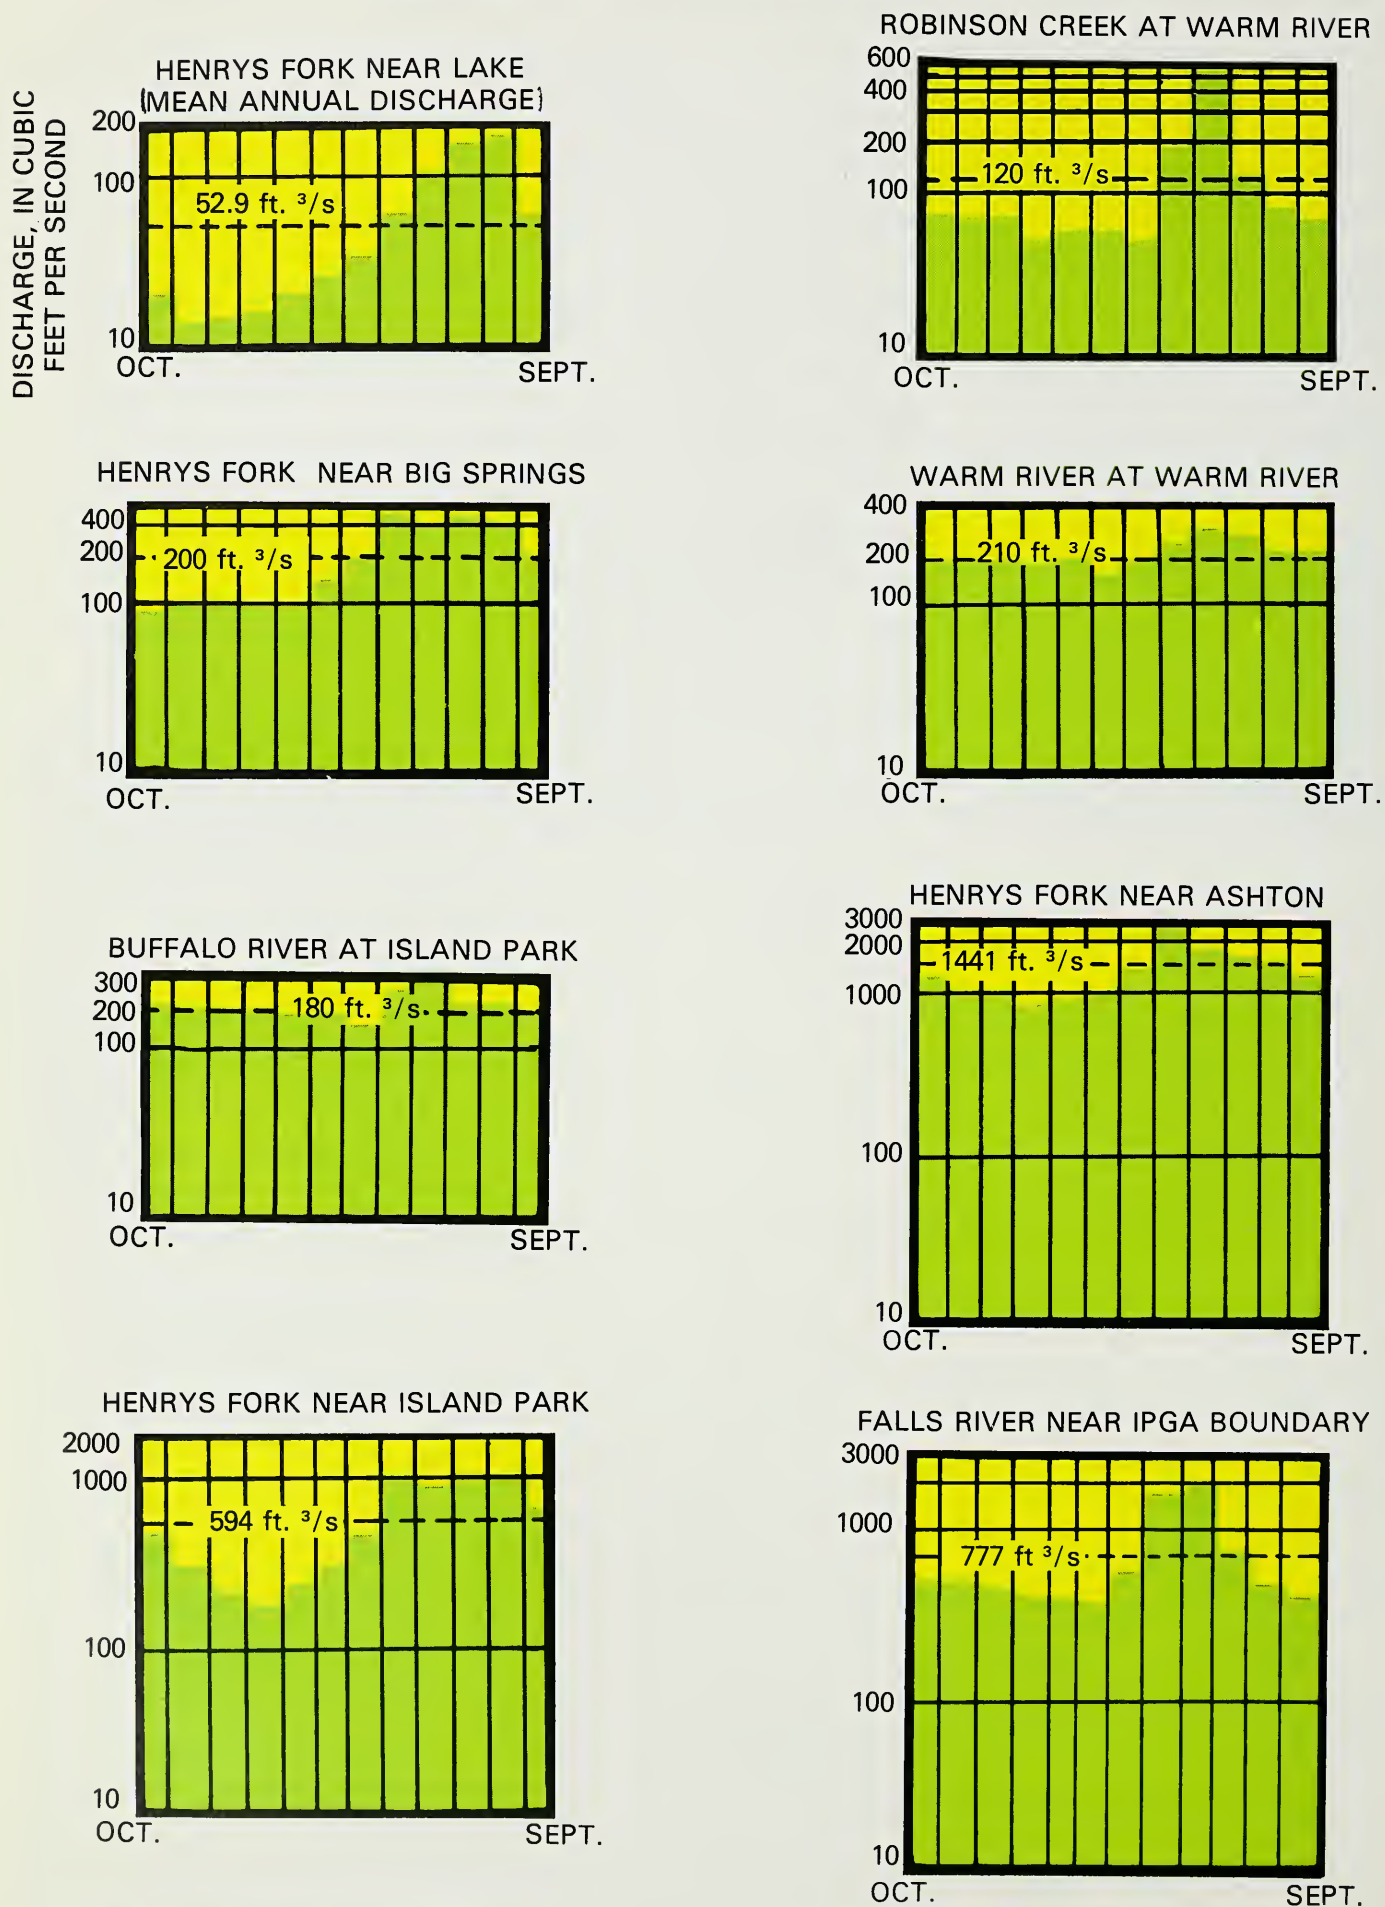 DISCHARGE, IN CUBIC
FEET PER SECOND
HENRYS FORK NEAR LAKE
(MEAN ANNUAL DISCHARGE)
200
100
52.9 ft. ³/s
10
OCT.
SEPT.
HENRYS FORK NEAR BIG SPRINGS
400
200
200 ft. ³/s
100
10
OCT.
SEPT.
BUFFALO RIVER AT ISLAND PARK
300
200
180 ft. ³/s
100
10
OCT.
SEPT.
HENRYS FORK NEAR ISLAND PARK
2000
1000
594 ft. ³/s
100
10
OCT.
SEPT.
ROBINSON CREEK AT WARM RIVER
600
400
200
120 ft. ³/s
100
10
OCT.
SEPT.
WARM RIVER AT WARM RIVER
400
200
210 ft. ³/s
100
10
OCT.
SEPT.
HENRYS FORK NEAR ASHTON
3000
2000
1441 ft. ³/s
1000
100
10
OCT.
SEPT.
FALLS RIVER NEAR IPGA BOUNDARY
3000
1000
777 ft ³/s
100
10
OCT.
SEPT.